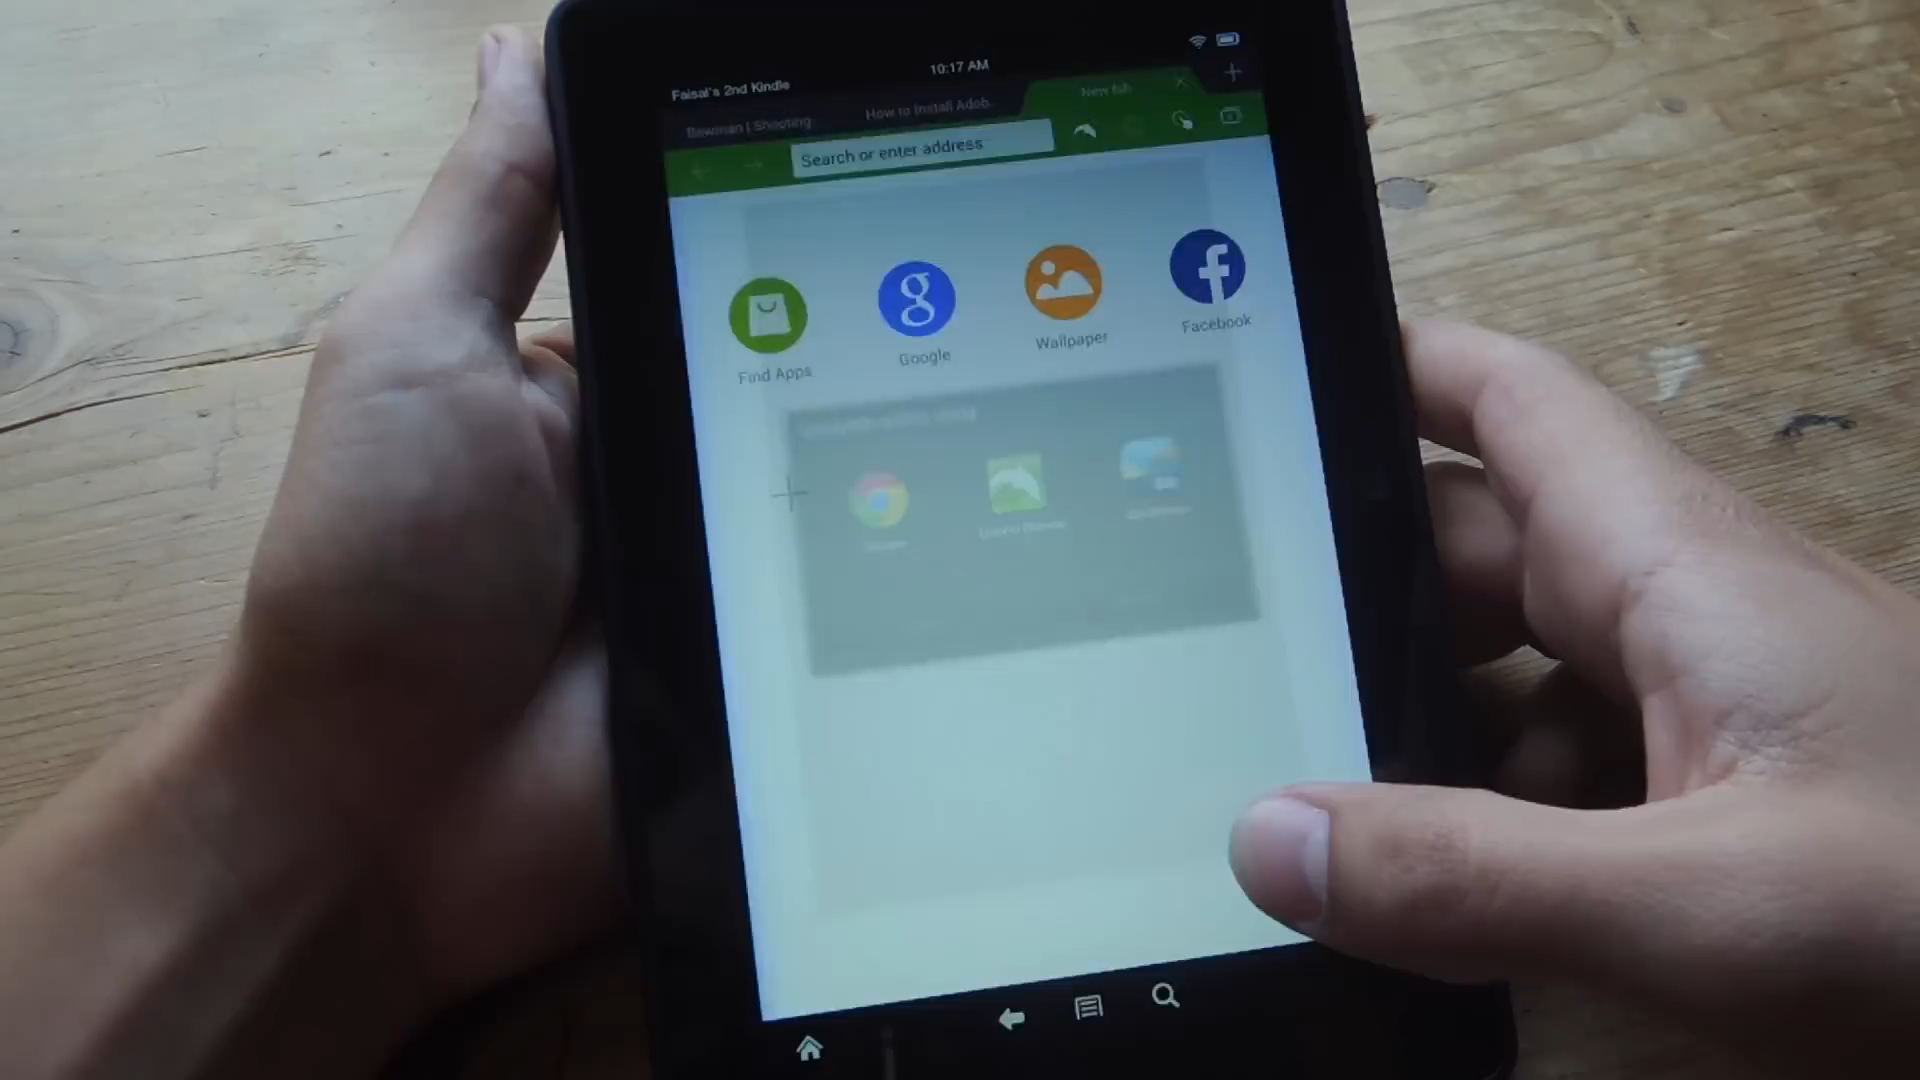 Faisal's 2nd Kindle
10:17 AM
Bowman | Shooting
How to Install Adob..
New tab
Search or enter address
Find Apps
Google
Wallpaper
Facebook